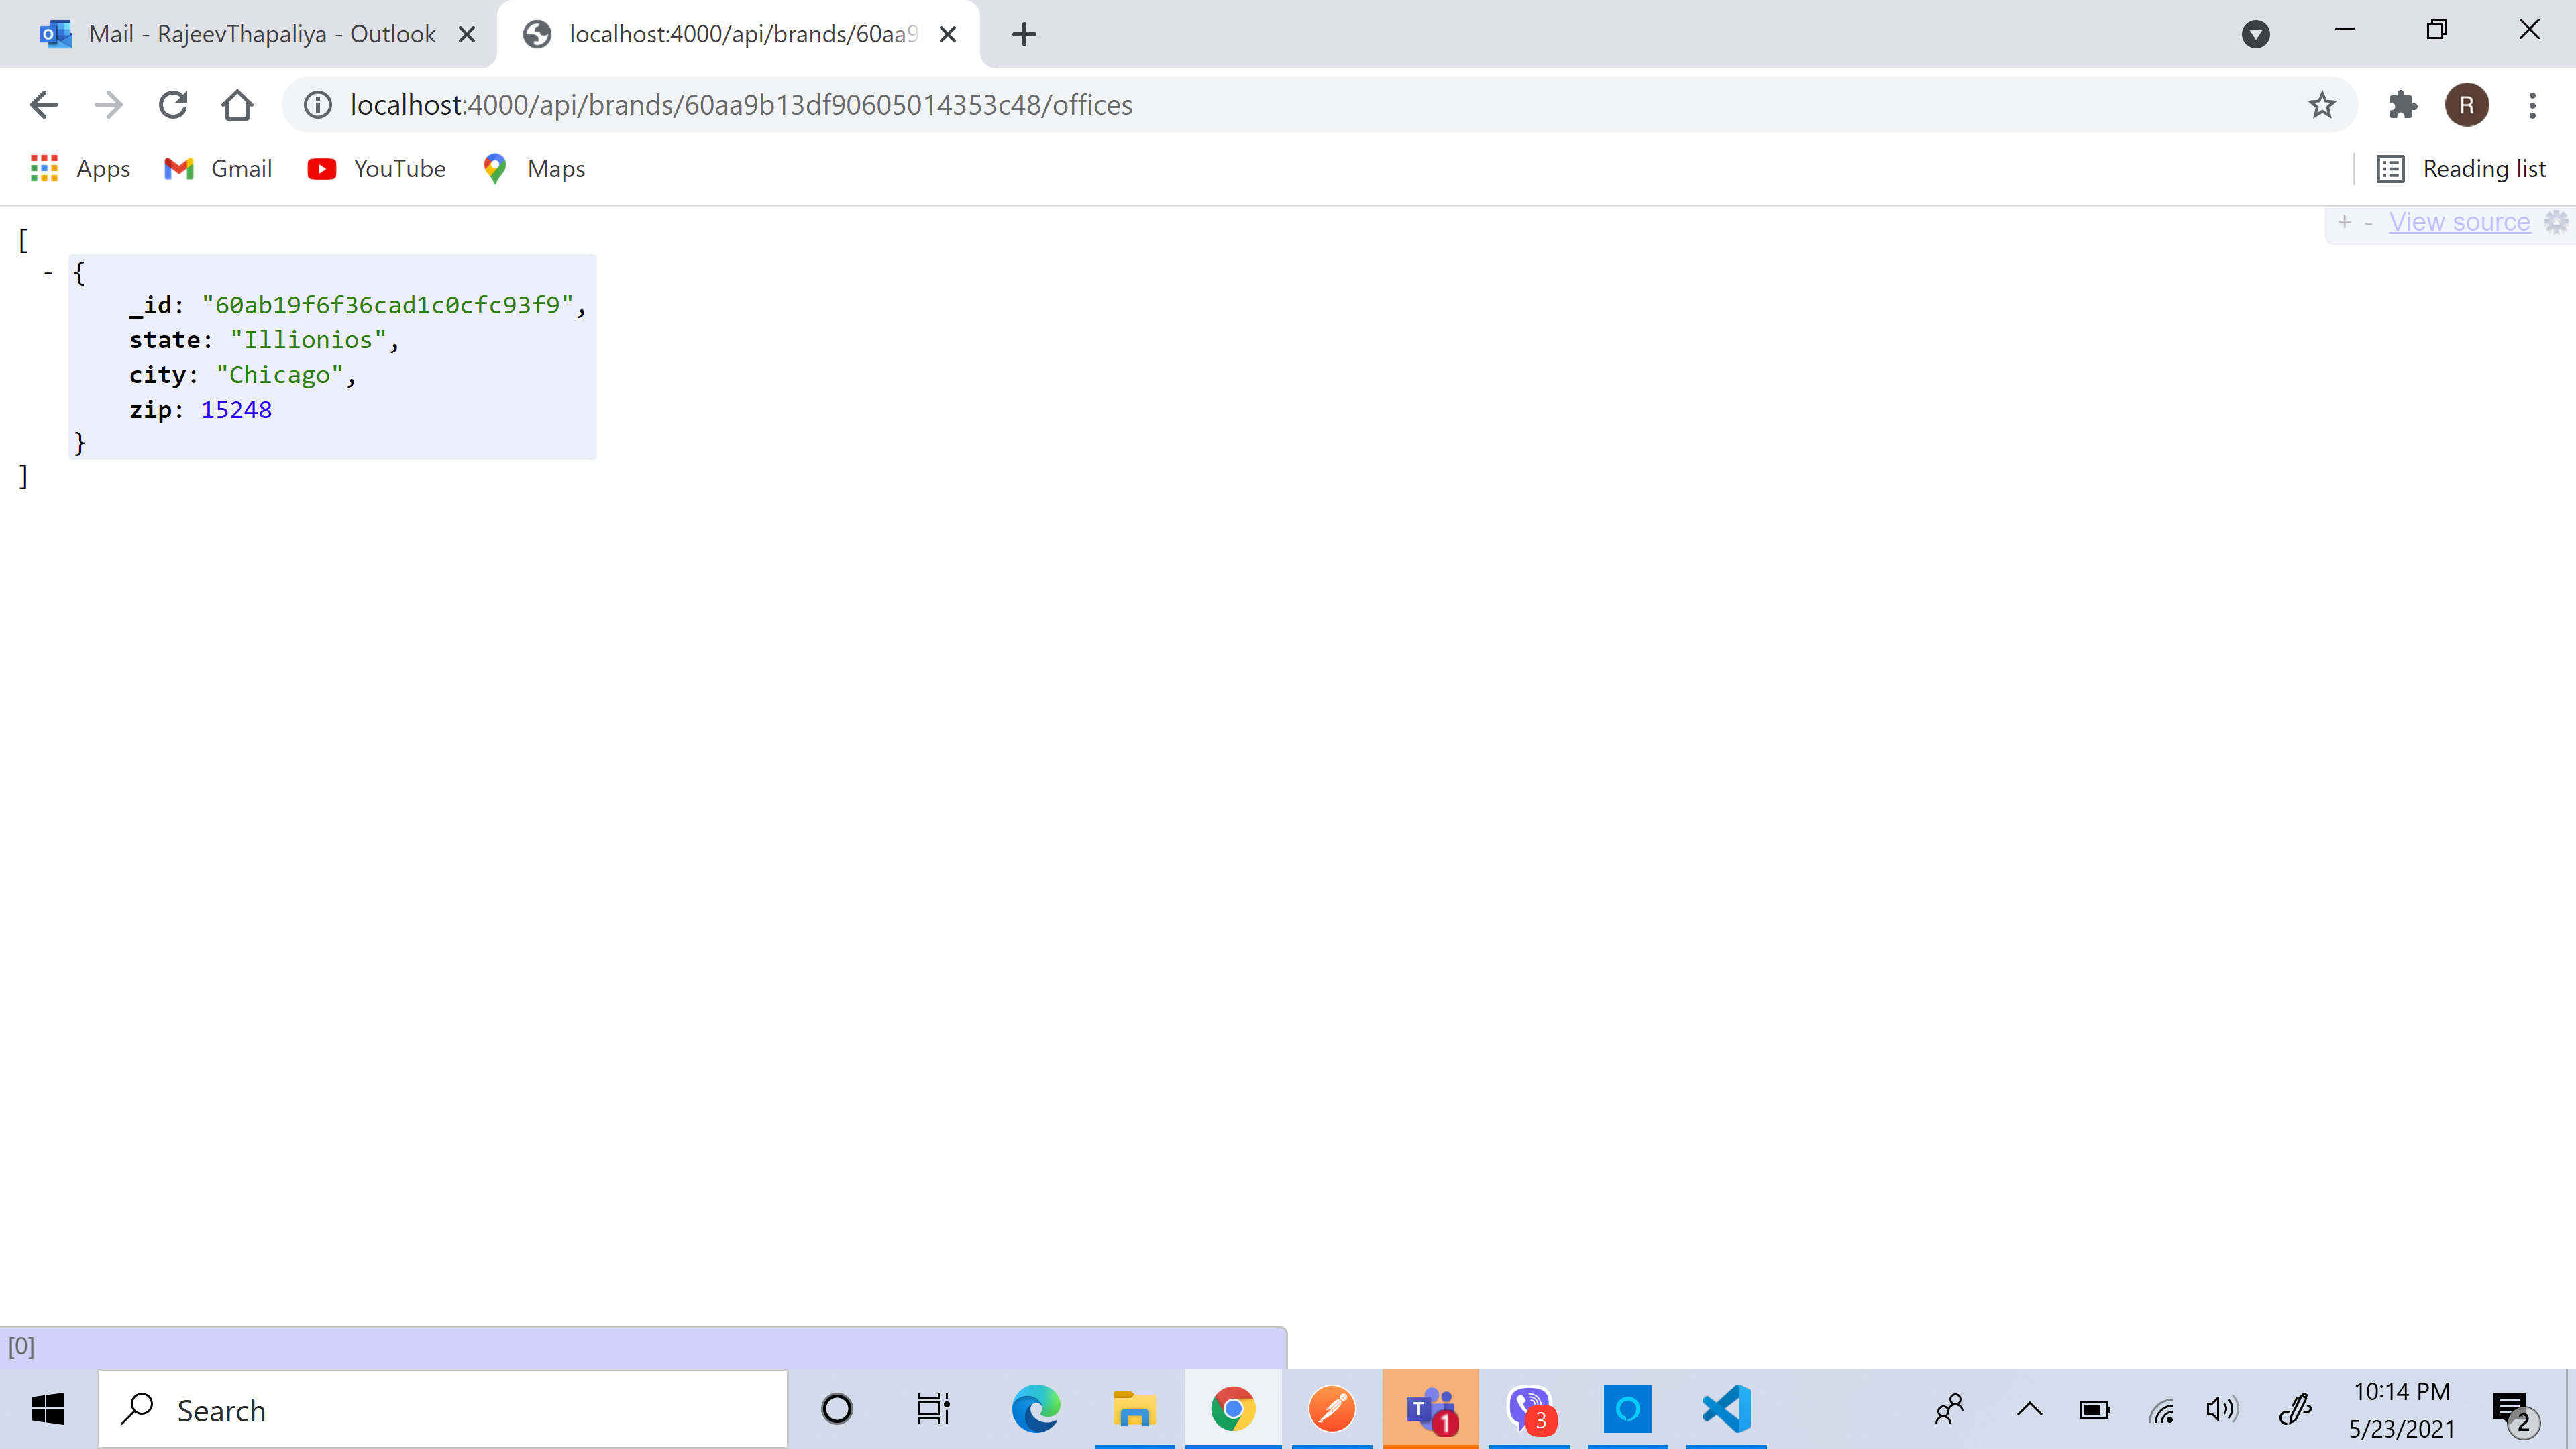 Mail - RajeevThapaliya - Outlook
localhost:4000/api/brands/60aa9
localhost:4000/api/brands/60aa9b13df90605014353c48/offices
R
Apps
Gmail
YouTube
Maps
Reading list
+ - View source
[
- {
_id: "60ab19f6f36cad1c0cfc93f9",
state: "Illionios",
city: "Chicago",
zip: 15248
}
]
[0]
Search
T
1
3
10:14 PM
5/23/2021
2